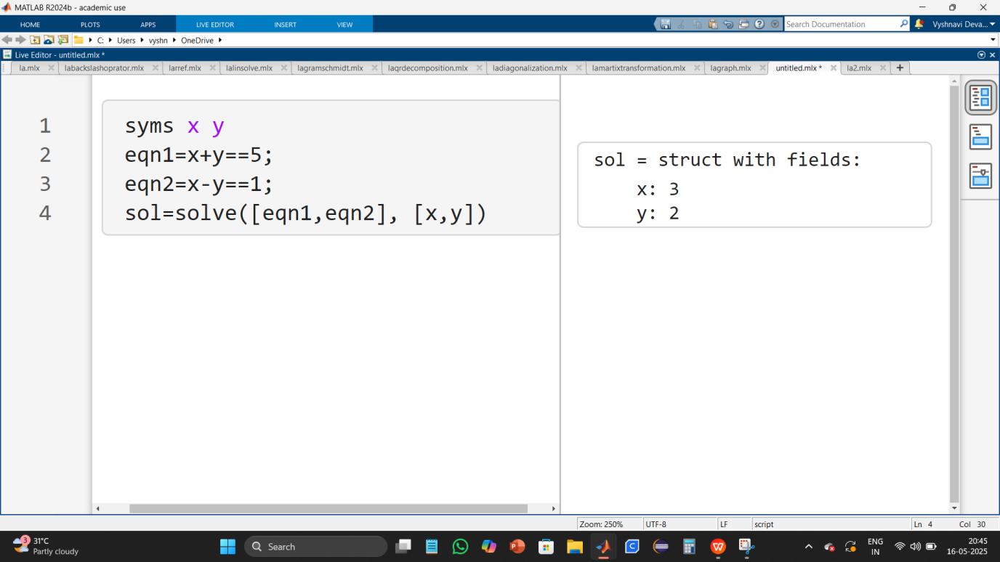 MATLAB R2024b - academic use
HOME PLOTS APPS LIVE EDITOR INSERT VIEW Search Documentation Vyshnavi Deva...
C: Users vyshn OneDrive
Live Editor - untitled.mlx *
la.mlx labackslashoprator.mlx larref.mlx lalinsolve.mlx lagramschmidt.mlx laqrdecomposition.mlx ladiagonalization.mlx lamartixtransformation.mlx lagraph.mlx untitled.mlx * la2.mlx +
1 syms x y
2 eqn1=x+y==5;
3 eqn2=x-y==1;
4 sol=solve([eqn1,eqn2], [x,y])
sol = struct with fields:
x: 3
y: 2
Zoom: 250% UTF-8 LF script Ln 4 Col 30
3 31°C
Partly cloudy
Search
ENG
IN
20:45
16-05-2025